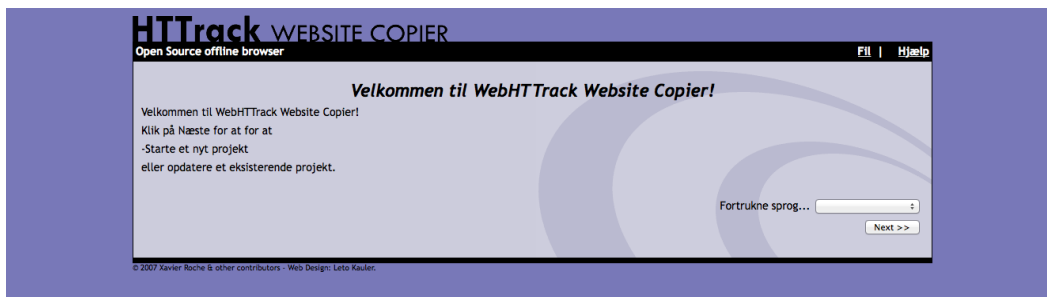 HTTrack WEBSITE COPIER
Open Source offline browser
Fil | Hjælp
Velkommen til WebHTTrack Website Copier!
Velkommen til WebHTTrack Website Copier!
Klik på Næste for at for at
-Starte et nyt projekt
eller opdatere et eksisterende projekt.
Fortrukne sprog...
Next >>
© 2007 Xavier Roche & other contributors - Web Design: Leto Kauler.